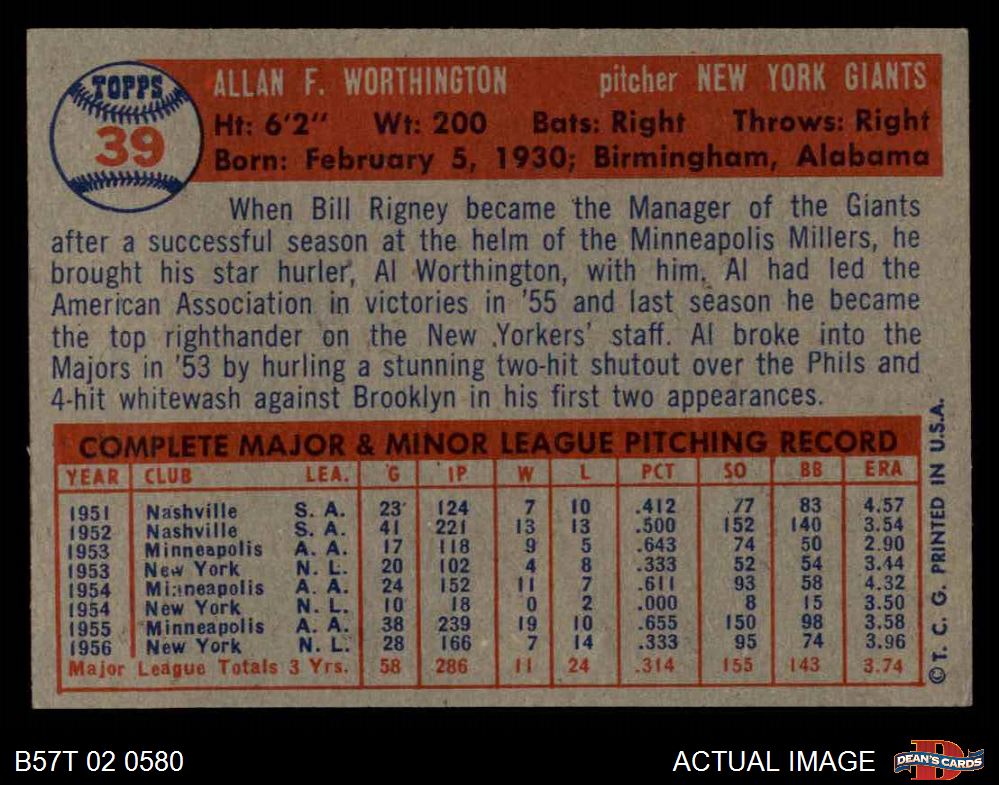 TOPPS
39
ALLAN F. WORTHINGTON pitcher NEW YORK GIANTS
Ht: 6'2" Wt: 200 Bats: Right Throws: Right
Born: February 5, 1930; Birmingham, Alabama
When Bill Rigney became the Manager of the Giants
after a successful season at the helm of the Minneapolis Millers, he
brought his star hurler, Al Worthington, with him. Al had led the
American Association in victories in '55 and last season he became
the top righthander on the New Yorkers' staff. Al broke into the
Majors in '53 by hurling a stunning two-hit shutout over the Phils and
4-hit whitewash against Brooklyn in his first two appearances.
COMPLETE MAJOR & MINOR LEAGUE PITCHING RECORD
YEAR CLUB LEA. G IP W L PCT SO BB ERA
1951 Nashville S. A. 23 124 7 10 .412 77 83 4.57
1952 Nashville S. A. 41 221 13 13 .500 152 140 3.54
1953 Minneapolis A. A. 17 118 9 5 .643 74 50 2.90
1953 New York N. L. 20 102 4 8 .333 52 54 3.44
1954 Minneapolis A. A. 24 152 11 7 .611 93 58 4.32
1954 New York N. L. 10 18 0 2 .000 8 15 3.50
1955 Minneapolis A. A. 38 239 19 10 .655 150 98 3.58
1956 New York N. L. 28 166 7 14 .333 95 74 3.96
Major League Totals 3 Yrs. 58 286 11 24 .314 155 143 3.74
©T. C. G. PRINTED IN U.S.A.
B57T 02 0580
ACTUAL IMAGE
DEAN'S CARDS